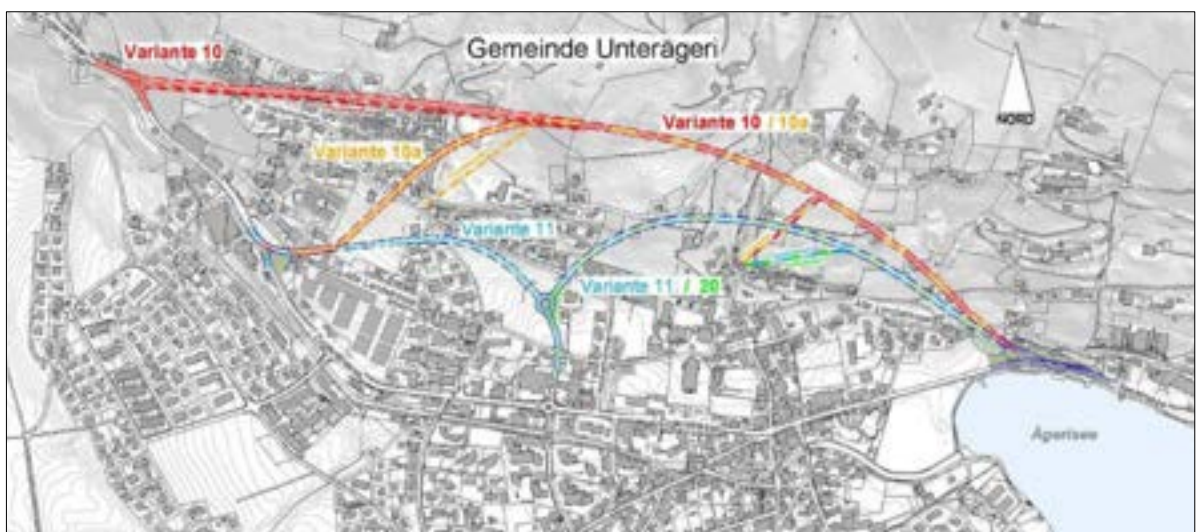 Variante 10
Gemeinde Unterägeri
NORD
Variante 10 / 10a
Variante 10a
Variante 11
Variante 11 / 20
Ägerisee